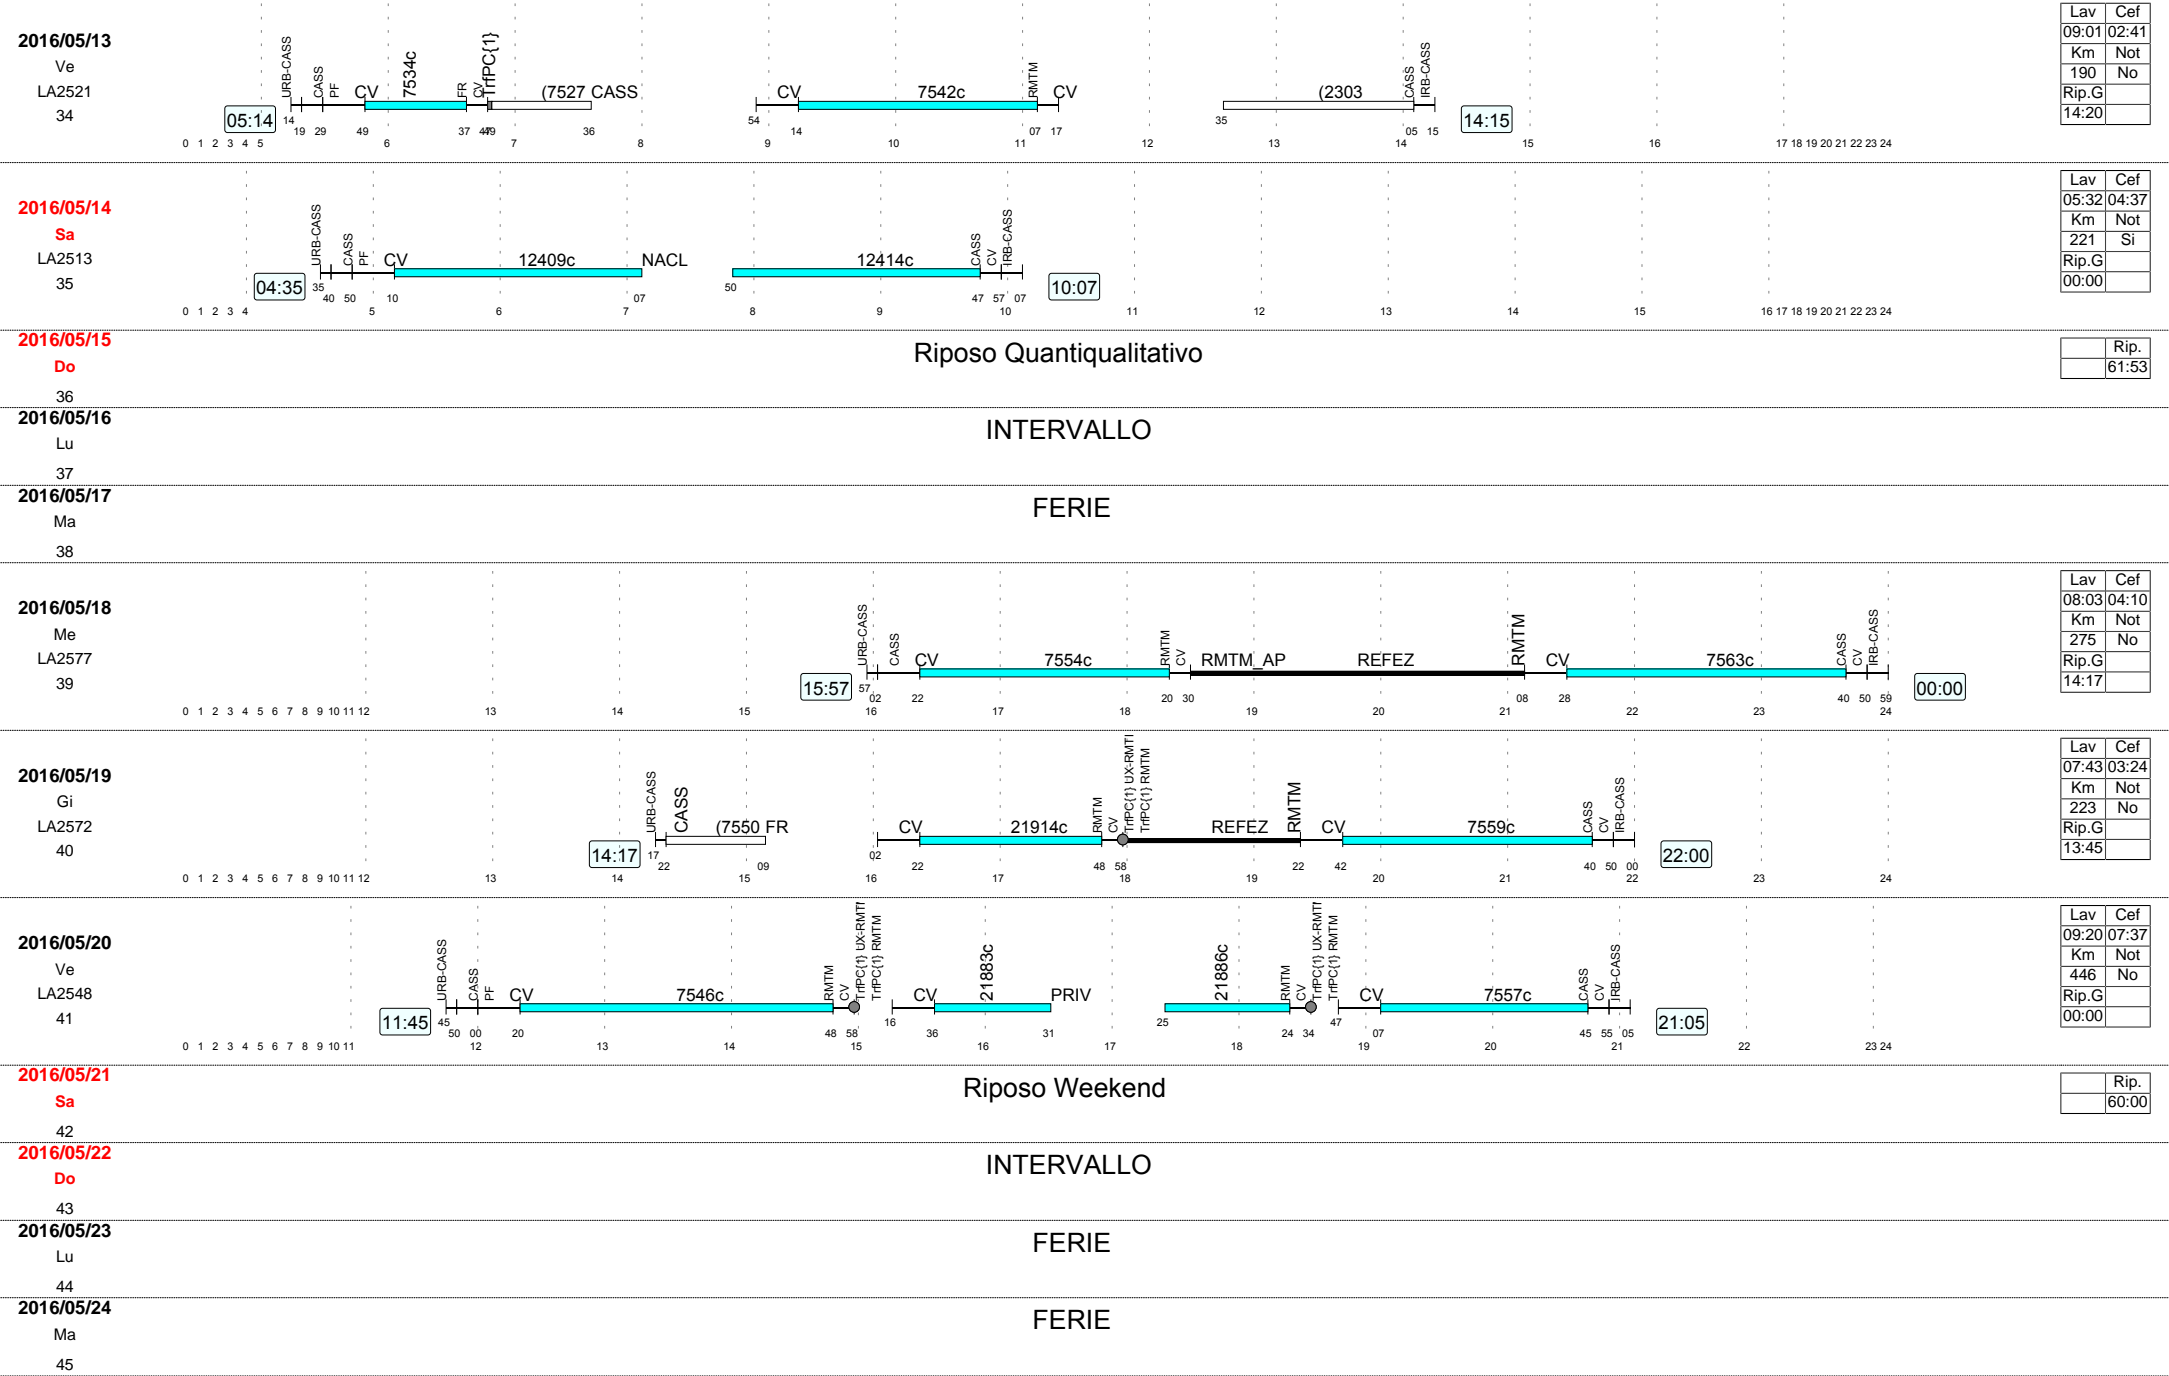 2016/05/13
Ve
LA2521
34
05:14
URB-CASS CASS PF CV 7534c FR CV TrfPC{1} (7527 CASS CV 7542c RMTM CV (2303 CASS IRB-CASS
14 19 29 49 37 47 49 36 54 14 07 17 35 05 15
14:15
0 1 2 3 4 5 6 7 8 9 10 11 12 13 14 15 16 17 18 19 20 21 22 23 24
Lav Cef
09:01 02:41
Km Not
190 No
Rip.G
14:20
2016/05/14
Sa
LA2513
35
04:35
URB-CASS CASS PF CV 12409c NACL 12414c CASS CV IRB-CASS
35 40 50 10 07 50 47 57 07
10:07
0 1 2 3 4 5 6 7 8 9 10 11 12 13 14 15 16 17 18 19 20 21 22 23 24
Lav Cef
05:32 04:37
Km Not
221 Si
Rip.G
00:00
2016/05/15
Do
36
Riposo Quantiqualitativo
Rip.
61:53
2016/05/16
Lu
37
INTERVALLO
2016/05/17
Ma
38
FERIE
2016/05/18
Me
LA2577
39
15:57
URB-CASS CASS CV 7554c RMTM CV RMTM_AP REFEZ RMTM CV 7563c CASS CV IRB-CASS
57 02 22 20 30 08 28 40 50 59
00:00
0 1 2 3 4 5 6 7 8 9 10 11 12 13 14 15 16 17 18 19 20 21 22 23 24
Lav Cef
08:03 04:10
Km Not
275 No
Rip.G
14:17
2016/05/19
Gi
LA2572
40
14:17
URB-CASS CASS (7550 FR CV 21914c RMTM CV TrfPC{1} UX-RMTI TrfPC{1} RMTM REFEZ RMTM CV 7559c CASS CV IRB-CASS
17 22 09 02 22 48 58 22 42 40 50 00
22:00
0 1 2 3 4 5 6 7 8 9 10 11 12 13 14 15 16 17 18 19 20 21 22 23 24
Lav Cef
07:43 03:24
Km Not
223 No
Rip.G
13:45
2016/05/20
Ve
LA2548
41
11:45
URB-CASS CASS PF CV 7546c RMTM CV TrfPC{1} UX-RMTI TrfPC{1} RMTM CV 21883c PRIV 21886c RMTM CV TrfPC{1} UX-RMTI TrfPC{1} RMTM CV 7557c CASS CV IRB-CASS
45 50 00 20 48 58 16 36 31 25 24 34 47 07 45 55 05
21:05
0 1 2 3 4 5 6 7 8 9 10 11 12 13 14 15 16 17 18 19 20 21 22 23 24
Lav Cef
09:20 07:37
Km Not
446 No
Rip.G
00:00
2016/05/21
Sa
42
Riposo Weekend
Rip.
60:00
2016/05/22
Do
43
INTERVALLO
2016/05/23
Lu
44
FERIE
2016/05/24
Ma
45
FERIE